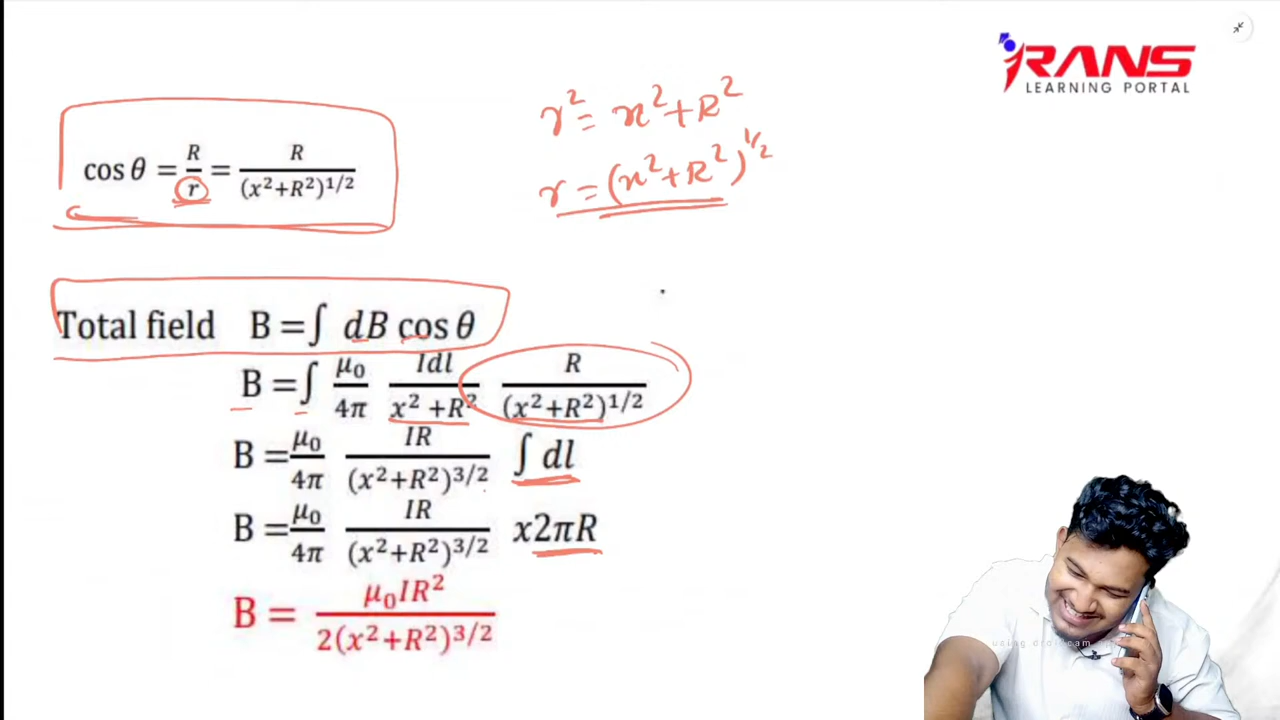 RANS
LEARNING PORTAL
r² = x² + R²
r = (x² + R²)^1/2
cos θ = R/r = R/(x²+R²)1/2
Total field B =∫ dB cos θ
B =∫ μ₀/4π Idl/x² +R² R/(x²+R²)1/2
B = μ₀/4π IR/(x²+R²)3/2 ∫ dl
B = μ₀/4π IR/(x²+R²)3/2 x2πR
B = μ₀IR²/2(x²+R²)3/2